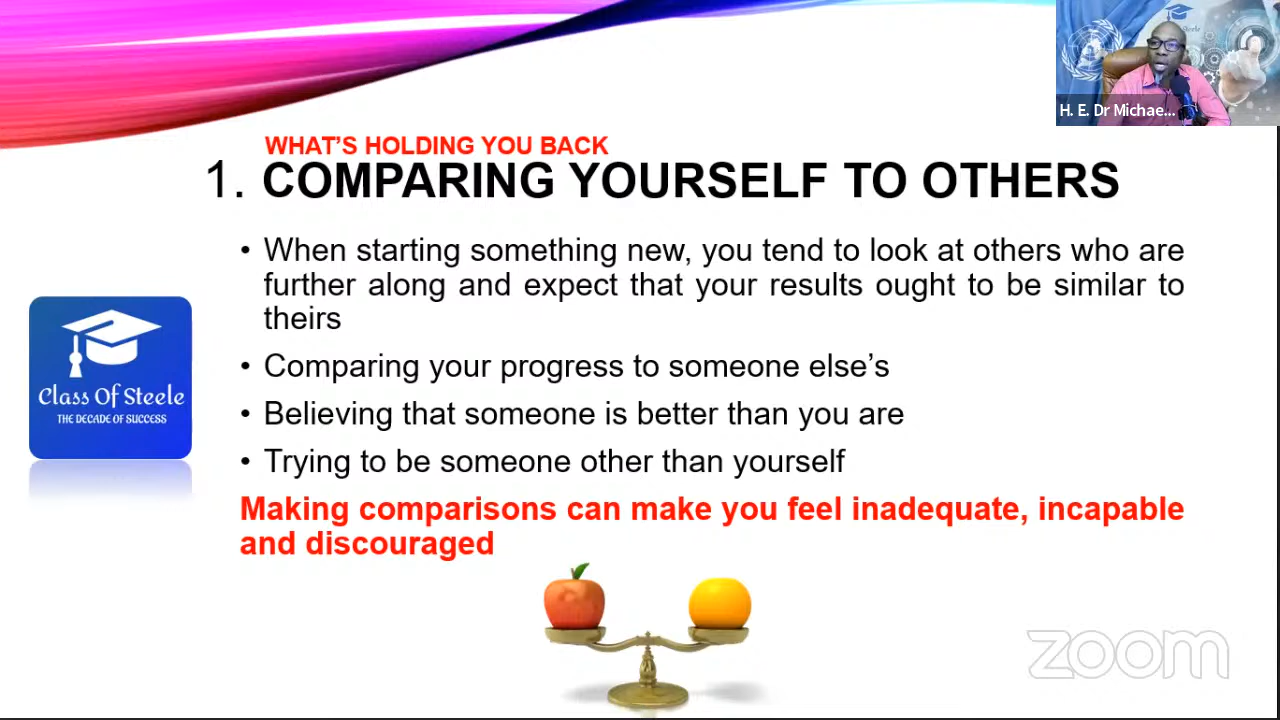 H. E. Dr Michae...
WHAT'S HOLDING YOU BACK
1. COMPARING YOURSELF TO OTHERS
• When starting something new, you tend to look at others who are
further along and expect that your results ought to be similar to
theirs
• Comparing your progress to someone else's
• Believing that someone is better than you are
• Trying to be someone other than yourself
Making comparisons can make you feel inadequate, incapable
and discouraged
Class Of Steele
THE DECADE OF SUCCESS
zoom